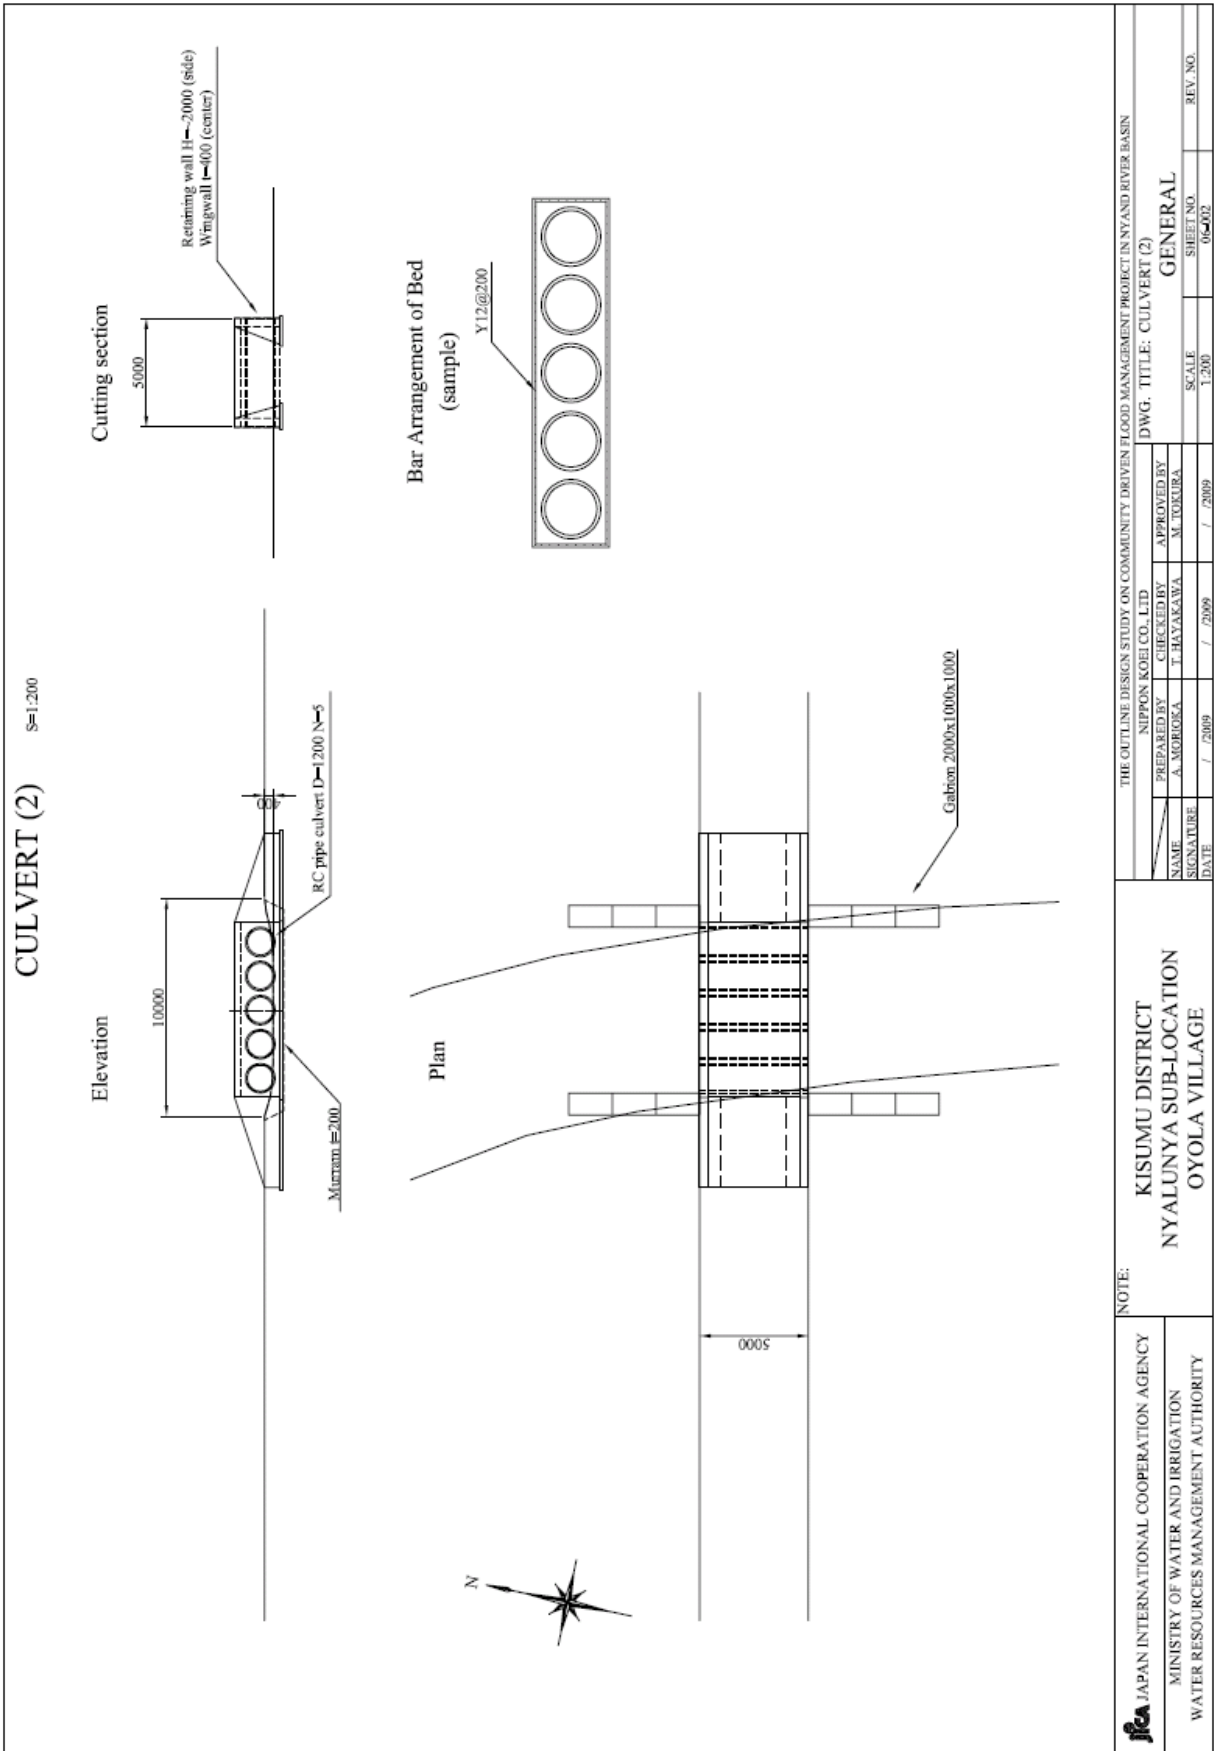 CULVERT (2)
S=1:200
Elevation
10000
400
RC pipe culvert D=1200 N=5
Murram t=200
Cutting section
5000
Retaining wall H=~2000 (side)
Wingwall t=400 (center)
Plan
N
5000
Gabion 2000x1000x1000
Bar Arrangement of Bed
(sample)
Y12@200
jica JAPAN INTERNATIONAL COOPERATION AGENCY
MINISTRY OF WATER AND IRRIGATION
WATER RESOURCES MANAGEMENT AUTHORITY
NOTE:
KISUMU DISTRICT
NYALUNYA SUB-LOCATION
OYOLA VILLAGE
THE OUTLINE DESIGN STUDY ON COMMUNITY DRIVEN FLOOD MANAGEMENT PROJECT IN NYAND RIVER BASIN
NIPPON KOEI CO., LTD
PREPARED BY CHECKED BY APPROVED BY
NAME A. MORIOKA T. HAYAKAWA M. TOKURA
SIGNATURE
DATE / /2009 / /2009 / /2009
DWG. TITLE: CULVERT (2)
GENERAL
SCALE SHEET NO. REV. NO.
1:200 06-002